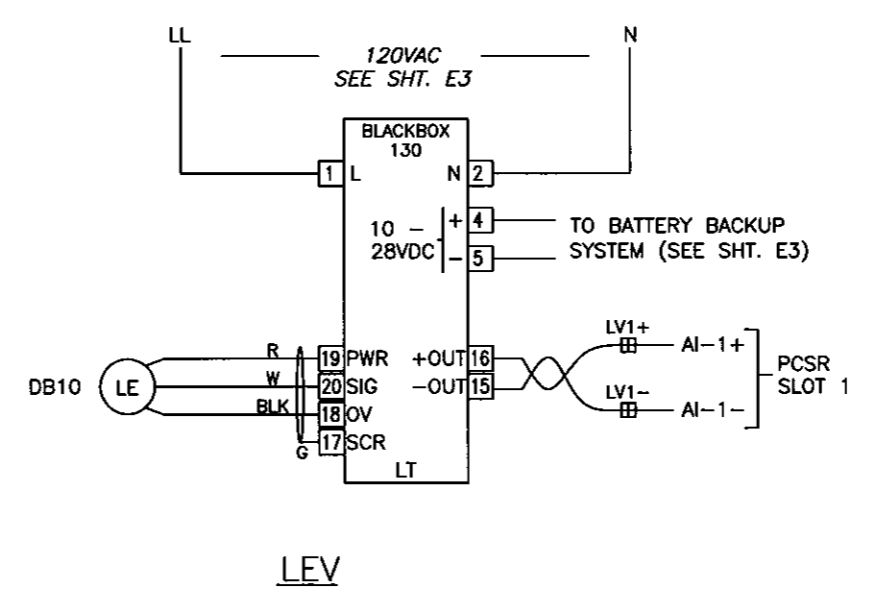 LL
N
120VAC
SEE SHT. E3
BLACKBOX
130
1 L
N 2
10 -
28VDC
+ 4
- 5
TO BATTERY BACKUP
SYSTEM (SEE SHT. E3)
R 19 PWR
W 20 SIG
BLK 18 OV
G 17 SCR
+OUT 16
-OUT 15
DB10
LE
LT
LV1+
AI-1+
LV1-
AI-1-
PCSR
SLOT 1
LEV